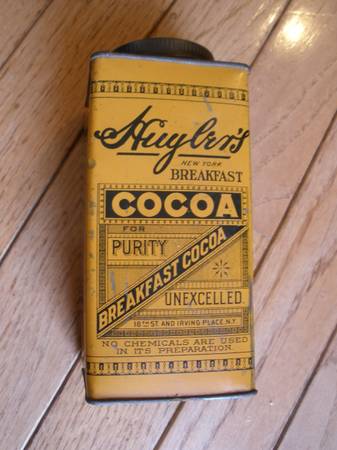 Huyler's
NEW YORK
BREAKFAST
COCOA
FOR
PURITY
BREAKFAST COCOA
UNEXCELLED.
18TH ST. AND IRVING PLACE, N.Y.
NO CHEMICALS ARE USED
IN ITS PREPARATION.